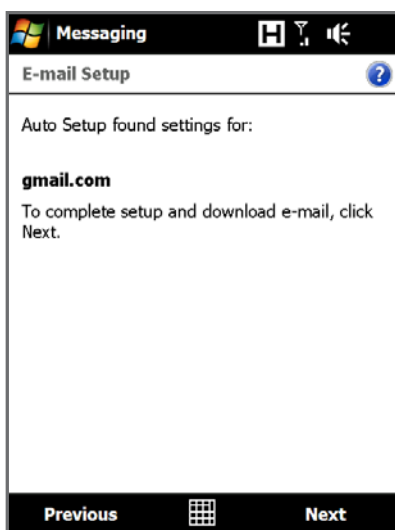 Messaging
H
E-mail Setup
?
Auto Setup found settings for:
gmail.com
To complete setup and download e-mail, click
Next.
Previous
Next